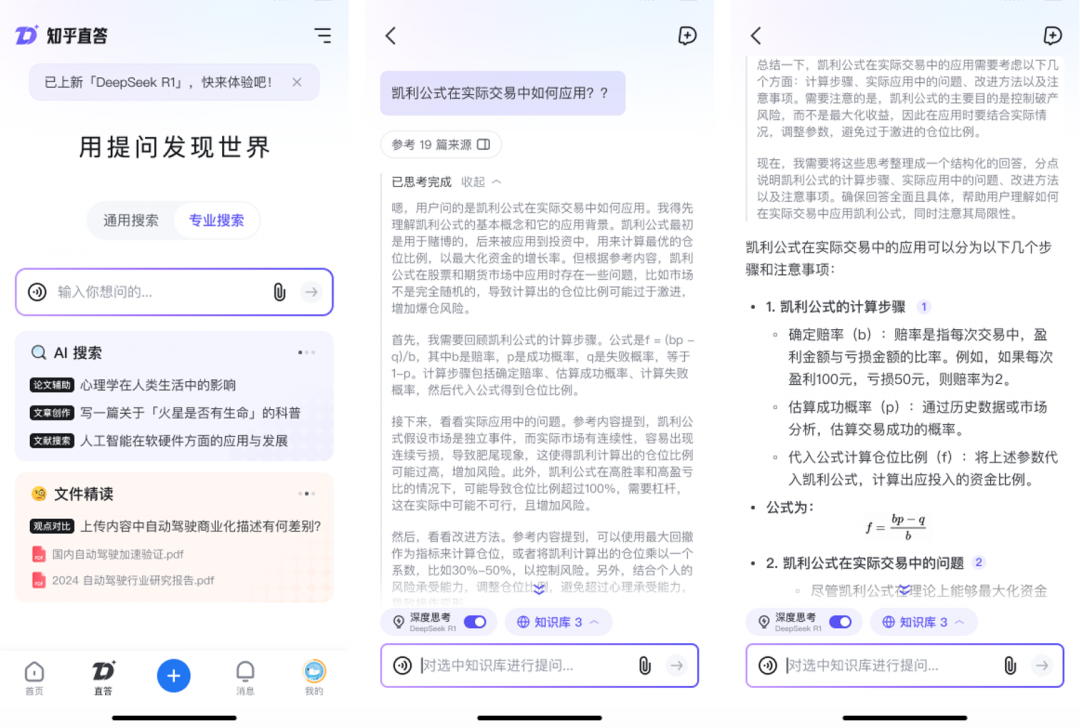 知乎直答
已上新「DeepSeek R1」，快来体验吧！
用提问发现世界
通用搜索
专业搜索
输入你想问的...
AI 搜索
论文辅助 心理学在人类生活中的影响
文章创作 写一篇关于「火星是否有生命」的科普
文献搜索 人工智能在软硬件方面的应用与发展
文件精读
观点对比 上传内容中自动驾驶商业化描述有何差别?
国内自动驾驶加速验证.pdf
2024 自动驾驶行业研究报告.pdf
首页
直答
消息
我的
凯利公式在实际交易中如何应用？？
参考 19 篇来源
已思考完成 收起
嗯，用户问的是凯利公式在实际交易中如何应用。我得先
理解凯利公式的基本概念和它的应用背景。凯利公式最初
是用于赌博的，后来被应用到投资中，用来计算最优的仓
位比例，以最大化资金的增长率。但根据参考内容，凯利
公式在股票和期货市场中应用时存在一些问题，比如市场
不是完全随机的，导致计算出的仓位比例可能过于激进，
增加爆仓风险。
首先，我需要回顾凯利公式的计算步骤。公式是f = (bp –
q)/b，其中b是赔率，p是成功概率，q是失败概率，等于
1–p。计算步骤包括确定赔率、估算成功概率、计算失败
概率，然后代入公式得到仓位比例。
接下来，看看实际应用中的问题。参考内容提到，凯利公
式假设市场是独立事件，而实际市场有连续性，容易出现
连续亏损，导致肥尾现象，这使得凯利计算出的仓位比例
可能过高，增加风险。此外，凯利公式在高胜率和高盈亏
比的情况下，可能导致仓位比例超过100%，需要杠杆，
这在实际中可能不可行，且增加风险。
然后，看看改进方法。参考内容提到，可以使用最大回撤
作为指标来计算仓位，或者将凯利计算出的仓位乘以一个
系数，比如30%–50%，以控制风险。另外，结合个人的
风险承受能力，调整仓位比例，避免超过心理承受能力，
深度思考
DeepSeek R1
知识库 3
对选中知识库进行提问...
总结一下，凯利公式在实际交易中的应用需要考虑以下几
个方面：计算步骤、实际应用中的问题、改进方法以及注
意事项。需要注意的是，凯利公式的主要目的是控制破产
风险，而不是最大化收益，因此在应用时要结合实际情
况，调整参数，避免过于激进的仓位比例。
现在，我需要将这些思考整理成一个结构化的回答，分点
说明凯利公式的计算步骤、实际应用中的问题、改进方法
以及注意事项。确保回答全面且具体，帮助用户理解如何
在实际交易中应用凯利公式，同时注意其局限性。
凯利公式在实际交易中的应用可以分为以下几个步
骤和注意事项：
1. 凯利公式的计算步骤 1
确定赔率（b）：赔率是指每次交易中，盈
利金额与亏损金额的比率。例如，如果每次
盈利100元，亏损50元，则赔率为2。
估算成功概率（p）：通过历史数据或市场
分析，估算交易成功的概率。
代入公式计算仓位比例（f）：将上述参数代
入凯利公式，计算出应投入的资金比例。
公式为：
f = (bp − q)/b
2. 凯利公式在实际交易中的问题 2
尽管凯利公式在理论上能够最大化资金
深度思考
DeepSeek R1
知识库 3
对选中知识库进行提问...